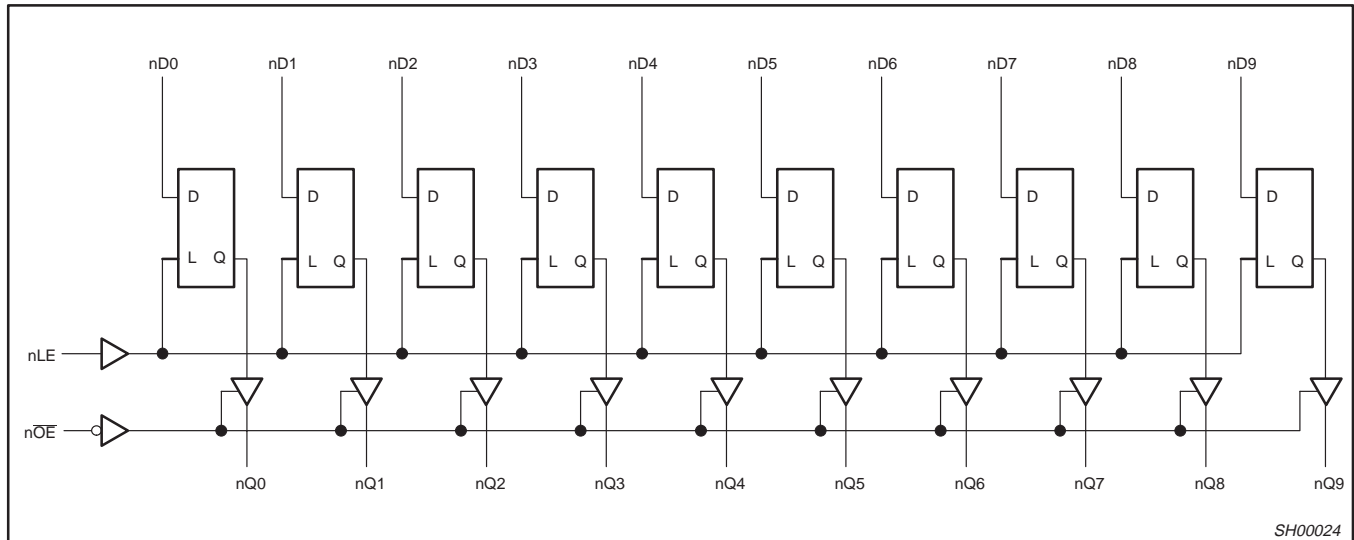 nD0 nD1 nD2 nD3 nD4 nD5 nD6 nD7 nD8 nD9
D D D D D D D D D D
L Q L Q L Q L Q L Q L Q L Q L Q L Q L Q
nLE
nO̅E̅
nQ0 nQ1 nQ2 nQ3 nQ4 nQ5 nQ6 nQ7 nQ8 nQ9
SH00024